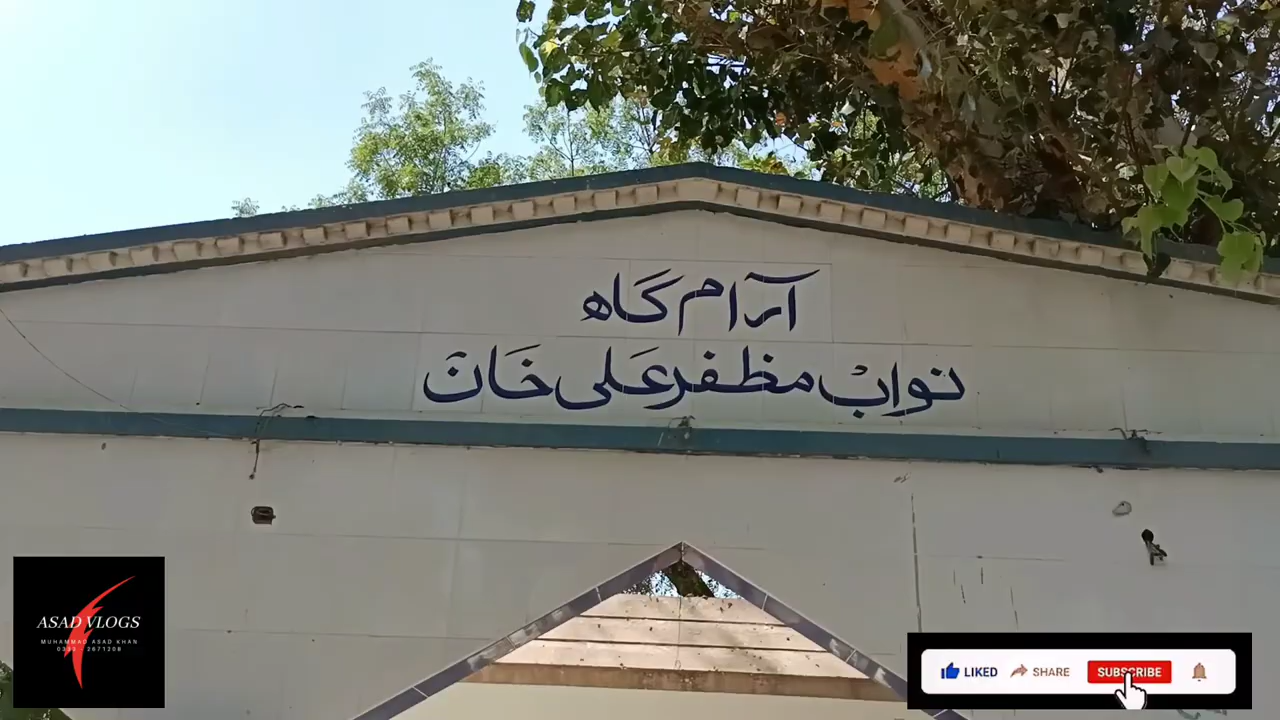 آرام گاہ
نواب مظفر علی خان
ASAD VLOGS
MUHAMMAD ASAD KHAN
LIKED
SHARE
SUBSCRIBE